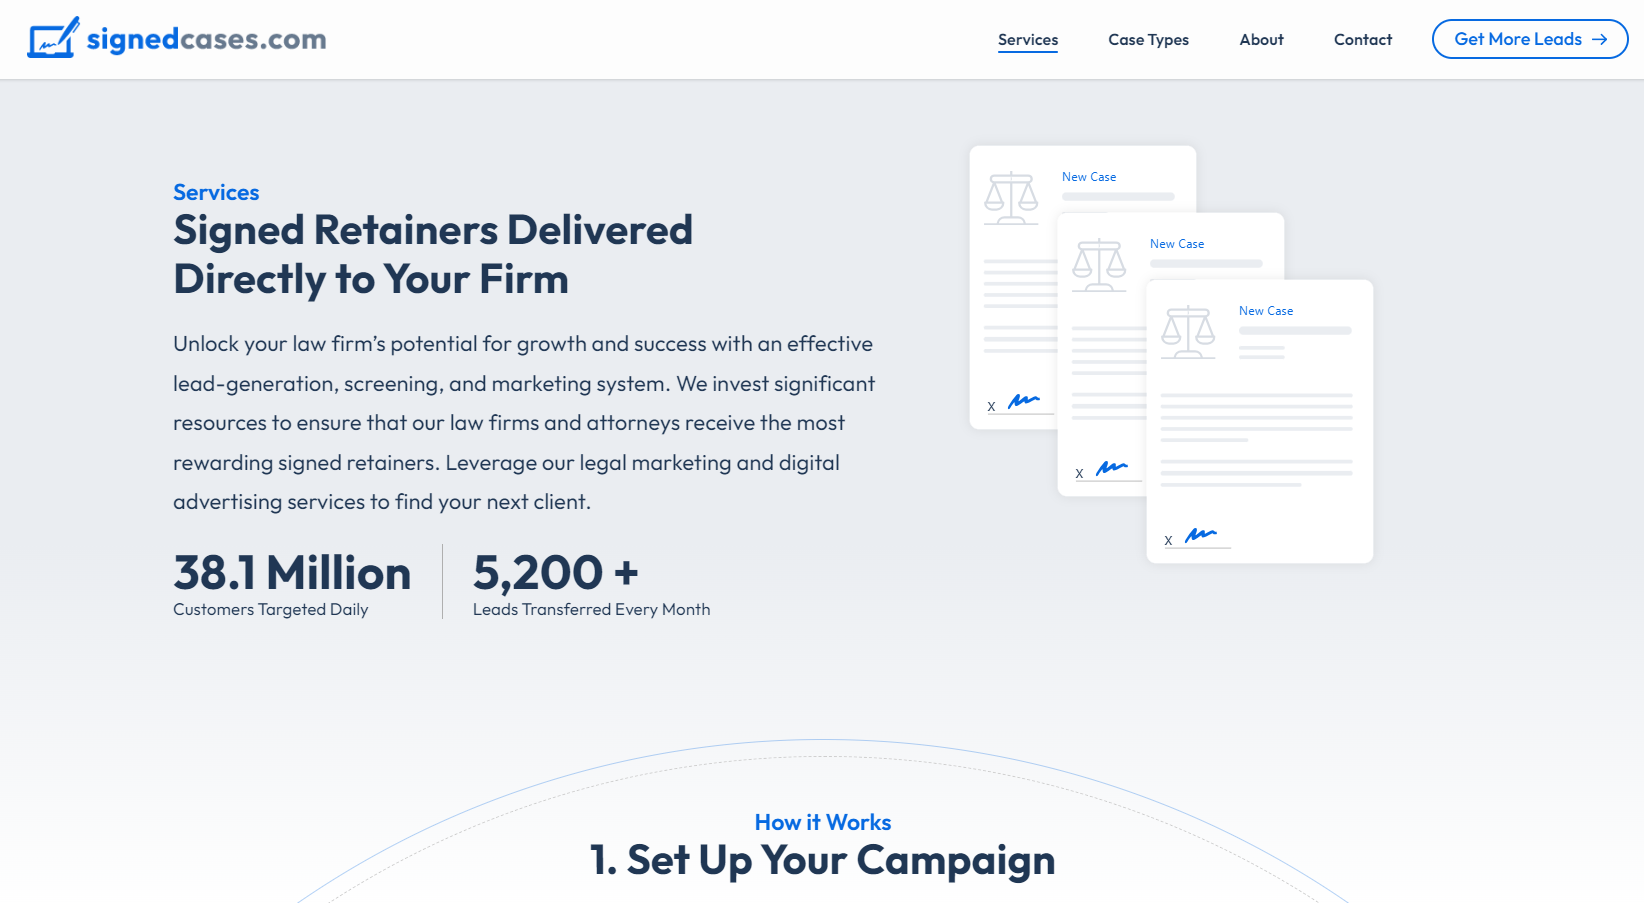 signedcases.com
Services
Case Types
About
Contact
Get More Leads →
Services
Signed Retainers Delivered
Directly to Your Firm
Unlock your law firm’s potential for growth and success with an effective
lead-generation, screening, and marketing system. We invest significant
resources to ensure that our law firms and attorneys receive the most
rewarding signed retainers. Leverage our legal marketing and digital
advertising services to find your next client.
38.1 Million
Customers Targeted Daily
5,200 +
Leads Transferred Every Month
New Case
X
New Case
X
New Case
X
How it Works
1. Set Up Your Campaign